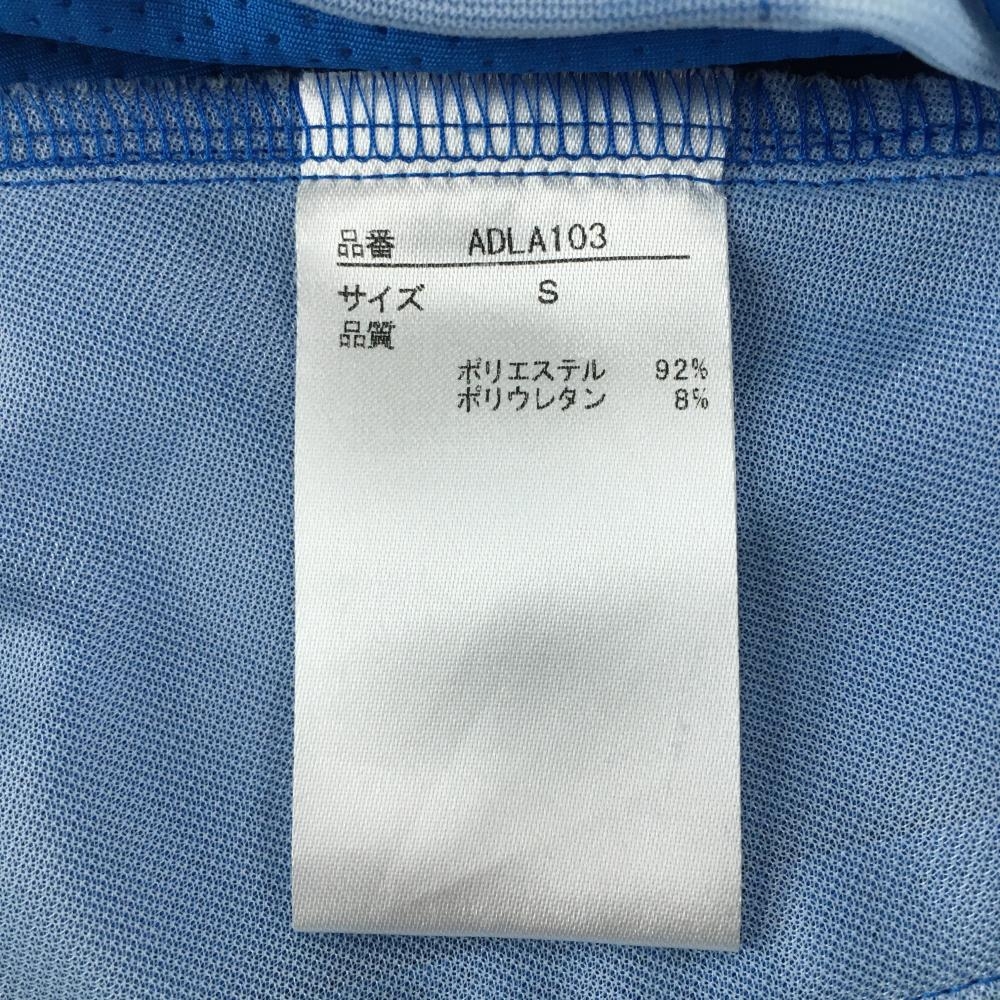 品番 ADLA103
サイズ S
品質
ポリエステル 92%
ポリウレタン 8%